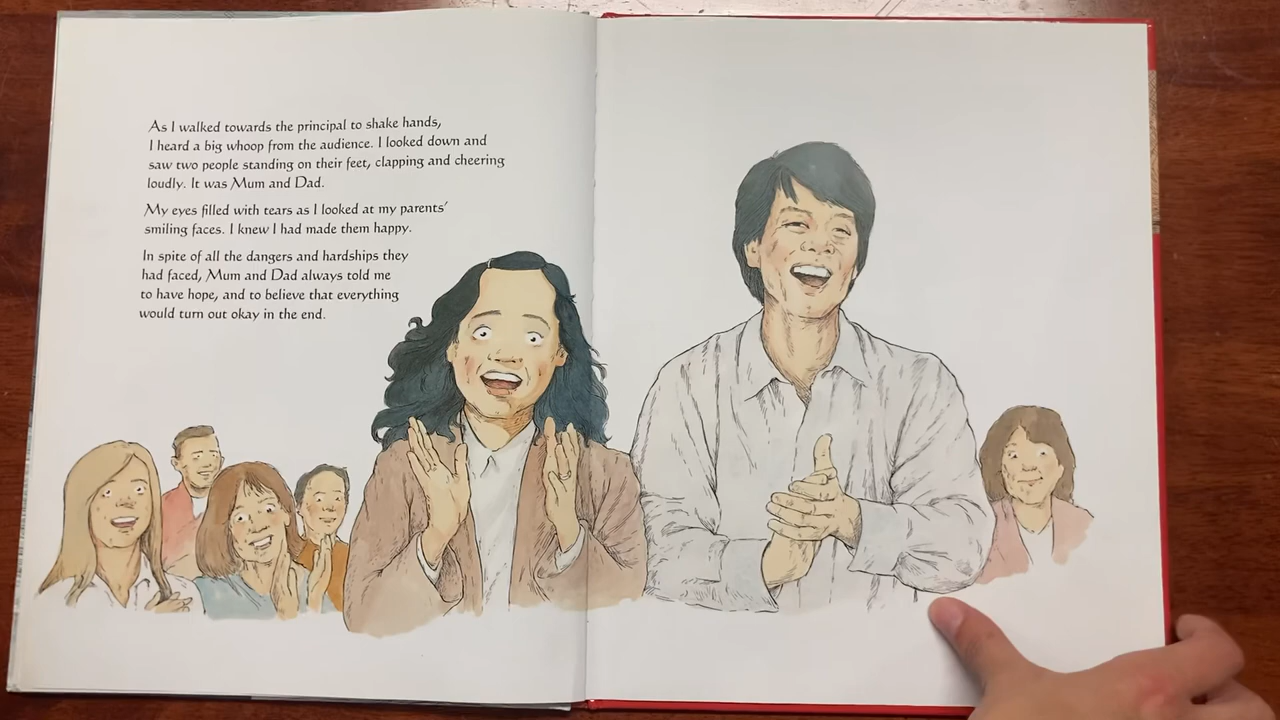 As I walked towards the principal to shake hands,
I heard a big whoop from the audience. I looked down and
saw two people standing on their feet, clapping and cheering
loudly. It was Mum and Dad.
My eyes filled with tears as I looked at my parents'
smiling faces. I knew I had made them happy.
In spite of all the dangers and hardships they
had faced, Mum and Dad always told me
to have hope, and to believe that everything
would turn out okay in the end.